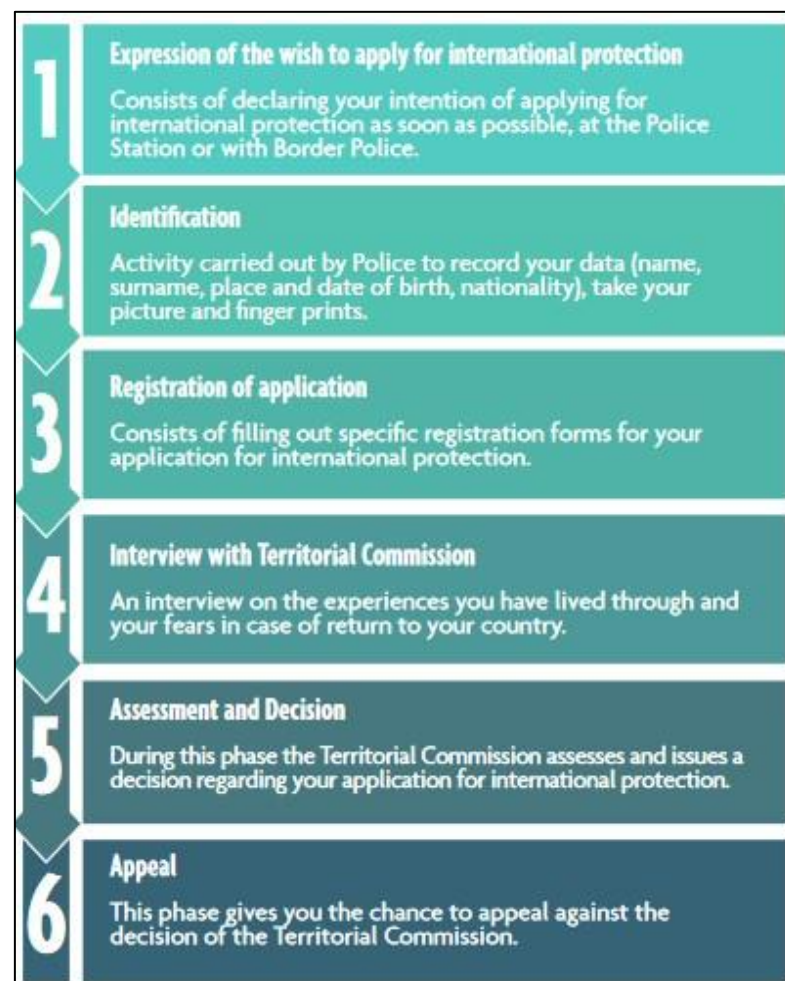 1
Expression of the wish to apply for international protection
Consists of declaring your intention of applying for
international protection as soon as possible, at the Police
Station or with Border Police.
2
Identification
Activity carried out by Police to record your data (name,
surname, place and date of birth, nationality), take your
picture and finger prints.
3
Registration of application
Consists of filling out specific registration forms for your
application for international protection.
4
Interview with Territorial Commission
An interview on the experiences you have lived through and
your fears in case of return to your country.
5
Assessment and Decision
During this phase the Territorial Commission assesses and issues a
decision regarding your application for international protection.
6
Appeal
This phase gives you the chance to appeal against the
decision of the Territorial Commission.